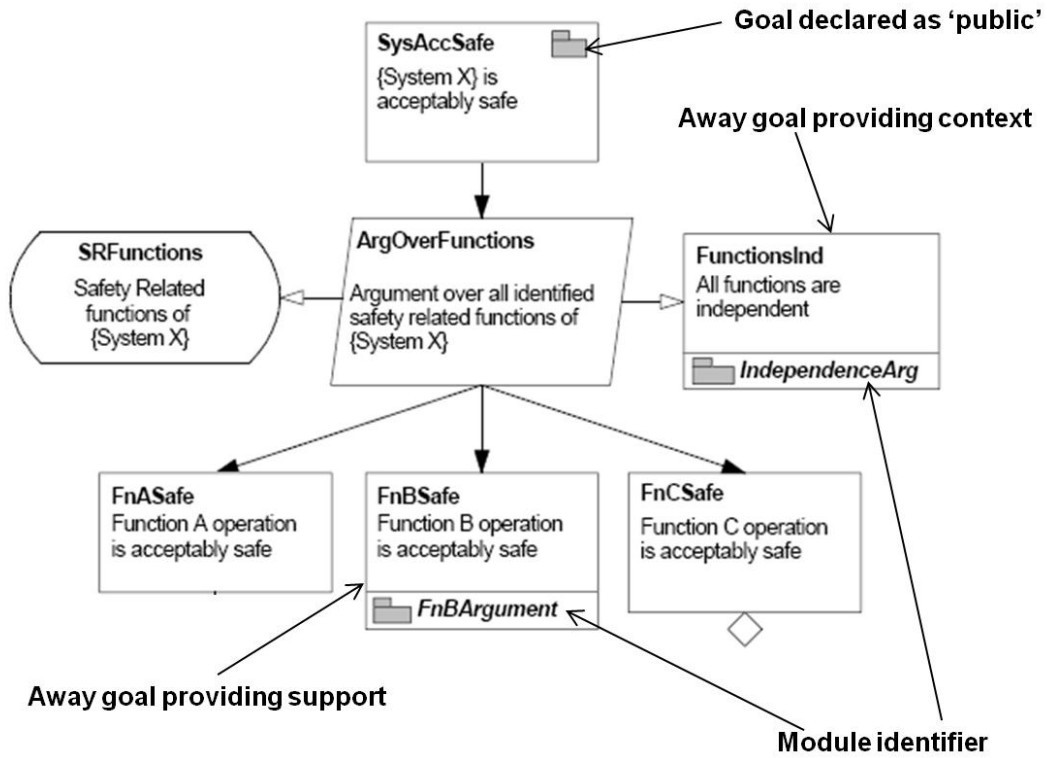 Goal declared as ‘public’
SysAccSafe
{System X} is
acceptably safe
Away goal providing context
SRFunctions
Safety Related
functions of
{System X}
ArgOverFunctions
Argument over all identified
safety related functions of
{System X}
FunctionsInd
All functions are
independent
IndependenceArg
FnASafe
Function A operation
is acceptably safe
FnBSafe
Function B operation
is acceptably safe
FnBArgument
FnCSafe
Function C operation
is acceptably safe
Away goal providing support
Module identifier